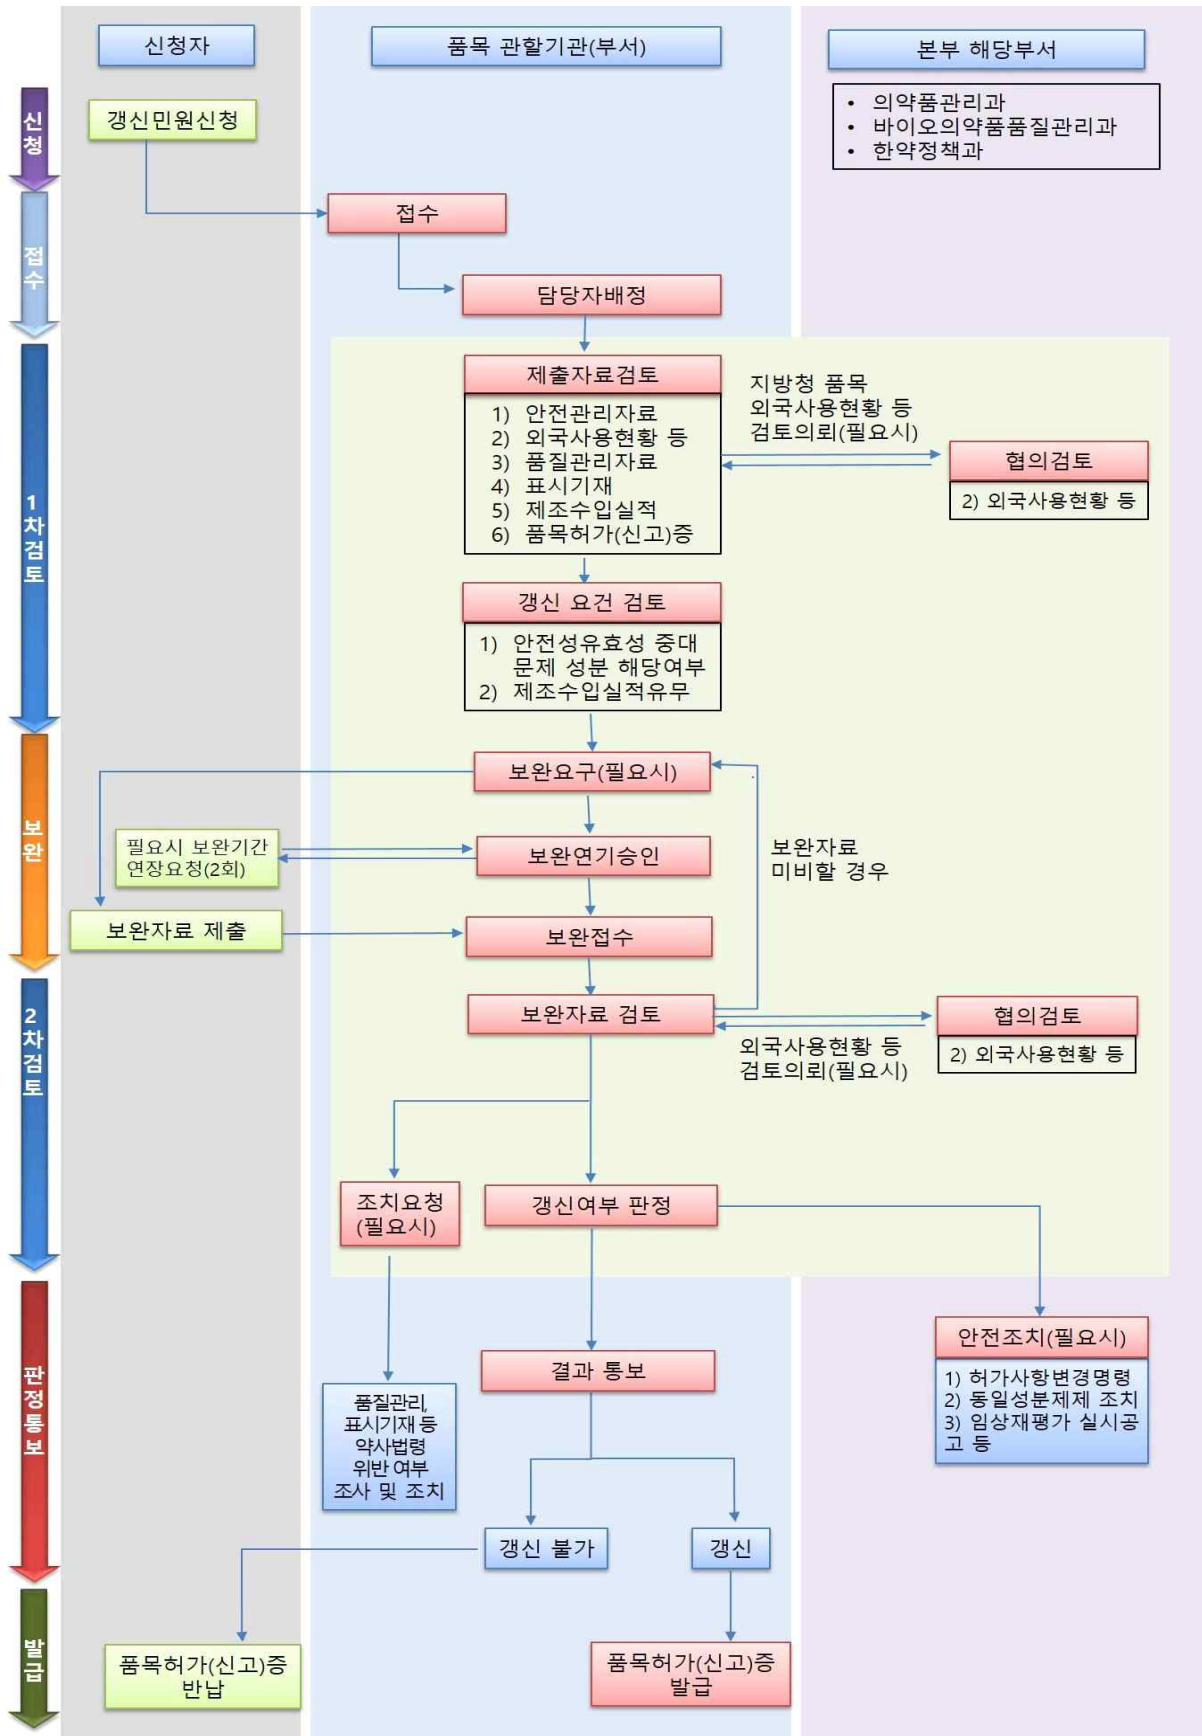 신청자
품목 관할기관(부서)
본부 해당부서
신청
갱신민원신청
• 의약품관리과
• 바이오의약품품질관리과
• 한약정책과
접수
접수
담당자배정
1차검토
제출자료검토
1) 안전관리자료
2) 외국사용현황 등
3) 품질관리자료
4) 표시기재
5) 제조수입실적
6) 품목허가(신고)증
지방청 품목
외국사용현황 등
검토의뢰(필요시)
협의검토
2) 외국사용현황 등
갱신 요건 검토
1) 안전성유효성 중대
문제 성분 해당여부
2) 제조수입실적유무
보완
보완요구(필요시)
필요시 보완기간
연장요청(2회)
보완연기승인
보완자료
미비할 경우
보완자료 제출
보완접수
2차검토
보완자료 검토
외국사용현황 등
검토의뢰(필요시)
협의검토
2) 외국사용현황 등
조치요청
(필요시)
갱신여부 판정
판정통보
결과 통보
안전조치(필요시)
1) 허가사항변경명령
2) 동일성분제제 조치
3) 임상재평가 실시공
고 등
품질관리,
표시기재 등
약사법령
위반 여부
조사 및 조치
갱신 불가
갱신
발급
품목허가(신고)증
반납
품목허가(신고)증
발급